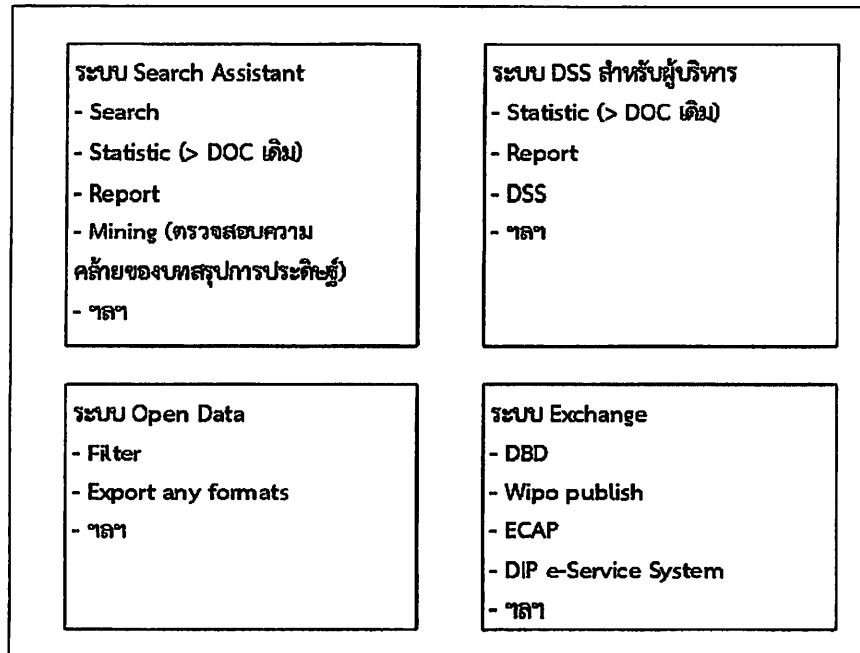 ระบบ Search Assistant
- Search
- Statistic (> DOC เดิม)
- Report
- Mining (ตรวจสอบความ
คล้ายของบทสรุปการประดิษฐ์)
- ฯลฯ
ระบบ DSS สำหรับผู้บริหาร
- Statistic (> DOC เดิม)
- Report
- DSS
- ฯลฯ
ระบบ Open Data
- Filter
- Export any formats
- ฯลฯ
ระบบ Exchange
- DBD
- Wipo publish
- ECAP
- DIP e-Service System
- ฯลฯ